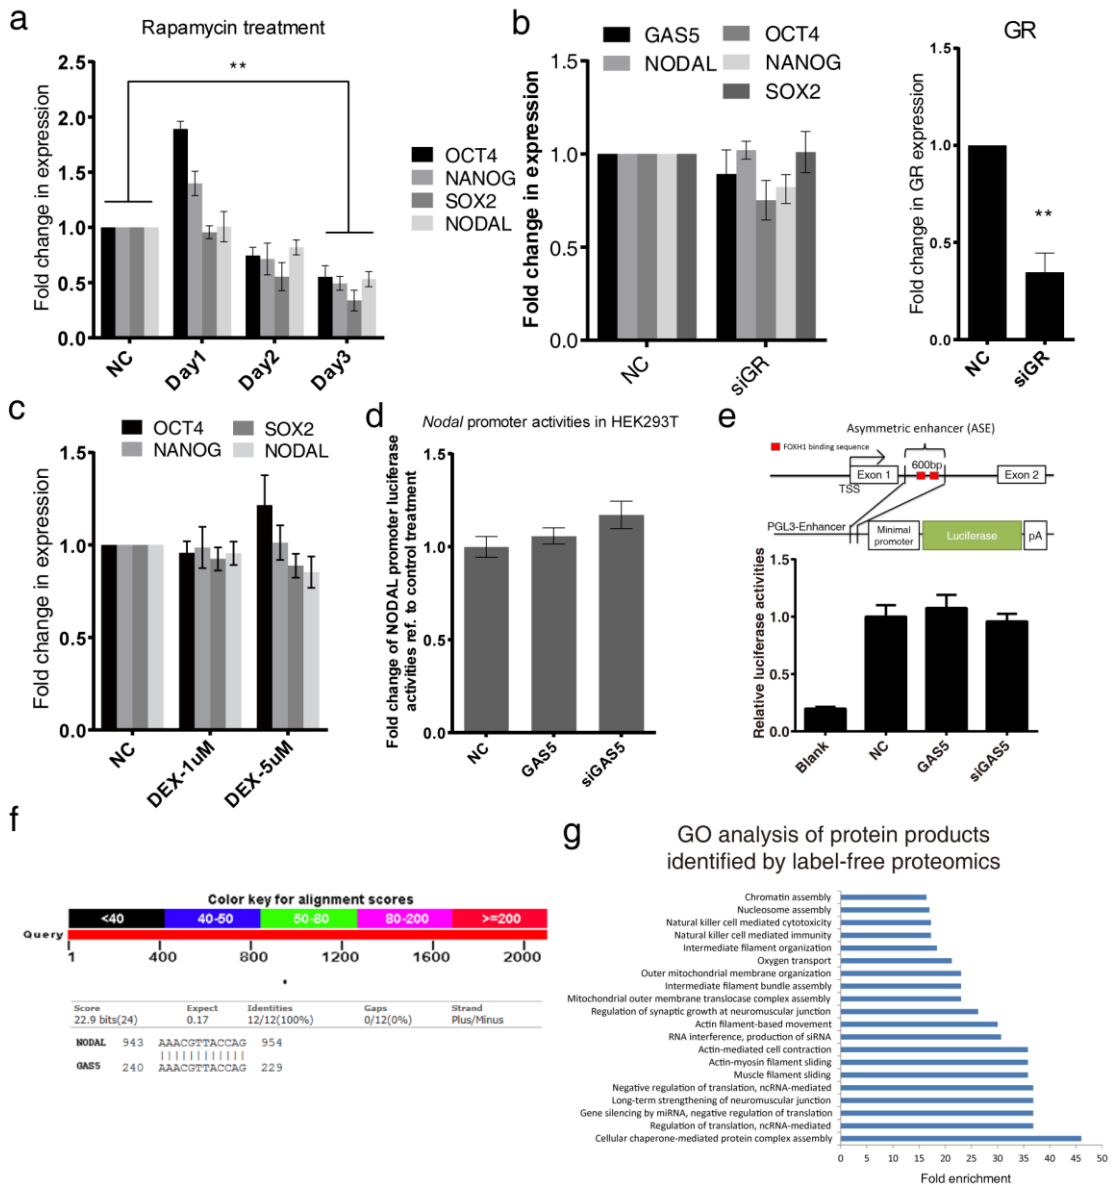 a
Rapamycin treatment
Fold change in expression
2.5
2.0
1.5
1.0
0.5
0.0
**
NC
Day1
Day2
Day3
OCT4
NANOG
SOX2
NODAL
b
GAS5
NODAL
OCT4
NANOG
SOX2
Fold change in expression
1.5
1.0
0.5
0.0
NC
siGR
GR
Fold change in GR expression
1.5
1.0
0.5
0.0
**
NC
siGR
c
OCT4
NANOG
SOX2
NODAL
Fold change in expression
1.5
1.0
0.5
0.0
NC
DEX-1uM
DEX-5uM
d
Nodal promoter activities in HEK293T
Fold change of NODAL promoter luciferase
activities ref. to control treatment
1.5
1.0
0.5
0.0
NC
GAS5
siGAS5
e
Asymmetric enhancer (ASE)
FOXH1 binding sequence
600bp
Exon 1
Exon 2
TSS
PGL3-Enhancer
Minimal
promoter
Luciferase
pA
Relative luciferase activities
1.5
1.0
0.5
0.0
Blank
NC
GAS5
siGAS5
f
Color key for alignment scores
<40 40-50 50-80 80-200 >=200
Query
1 400 800 1200 1600 2000
Score Expect Identities Gaps Strand
22.9 bits(24) 0.17 12/12(100%) 0/12(0%) Plus/Minus
NODAL 943 AAACGTTACCAG 954
GAS5 240 AAACGTTACCAG 229
g
GO analysis of protein products
identified by label-free proteomics
Chromatin assembly
Nucleosome assembly
Natural killer cell mediated cytotoxicity
Natural killer cell mediated immunity
Intermediate filament organization
Oxygen transport
Outer mitochondrial membrane organization
Intermediate filament bundle assembly
Mitochondrial outer membrane translocase complex assembly
Regulation of synaptic growth at neuromuscular junction
Actin filament-based movement
RNA interference, production of siRNA
Actin-mediated cell contraction
Actin-myosin filament sliding
Muscle filament sliding
Negative regulation of translation, ncRNA-mediated
Long-term strengthening of neuromuscular junction
Gene silencing by miRNA, negative regulation of translation
Regulation of translation, ncRNA-mediated
Cellular chaperone-mediated protein complex assembly
0 5 10 15 20 25 30 35 40 45 50
Fold enrichment